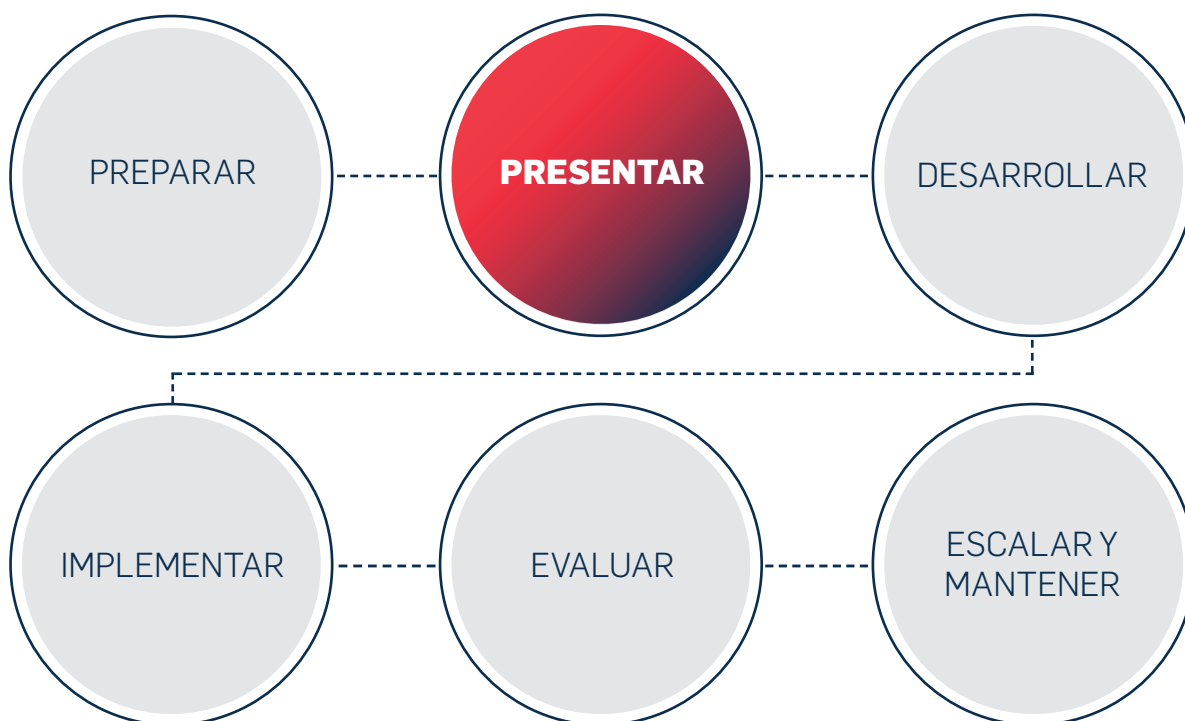 PREPARAR
PRESENTAR
DESARROLLAR
IMPLEMENTAR
EVALUAR
ESCALAR Y
MANTENER